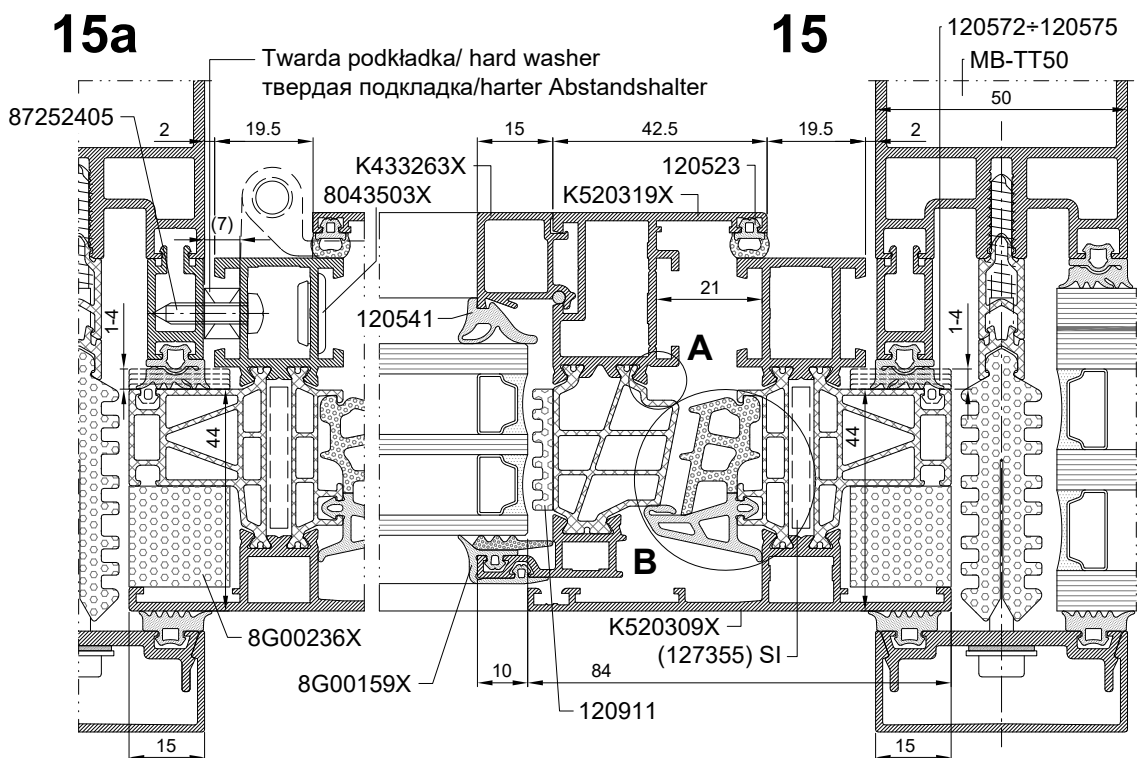 15a
15
120572÷120575
MB-TT50
Twarda podkładka/ hard washer
твердая подкладка/harter Abstandshalter
87252405
50
2
19.5
15
42.5
19.5
2
K433263X
120523
8043503X
K520319X
(7)
21
120541
1-4
1-4
A
44
44
B
8G00236X
K520309X
(127355) SI
8G00159X
10
84
120911
15
15